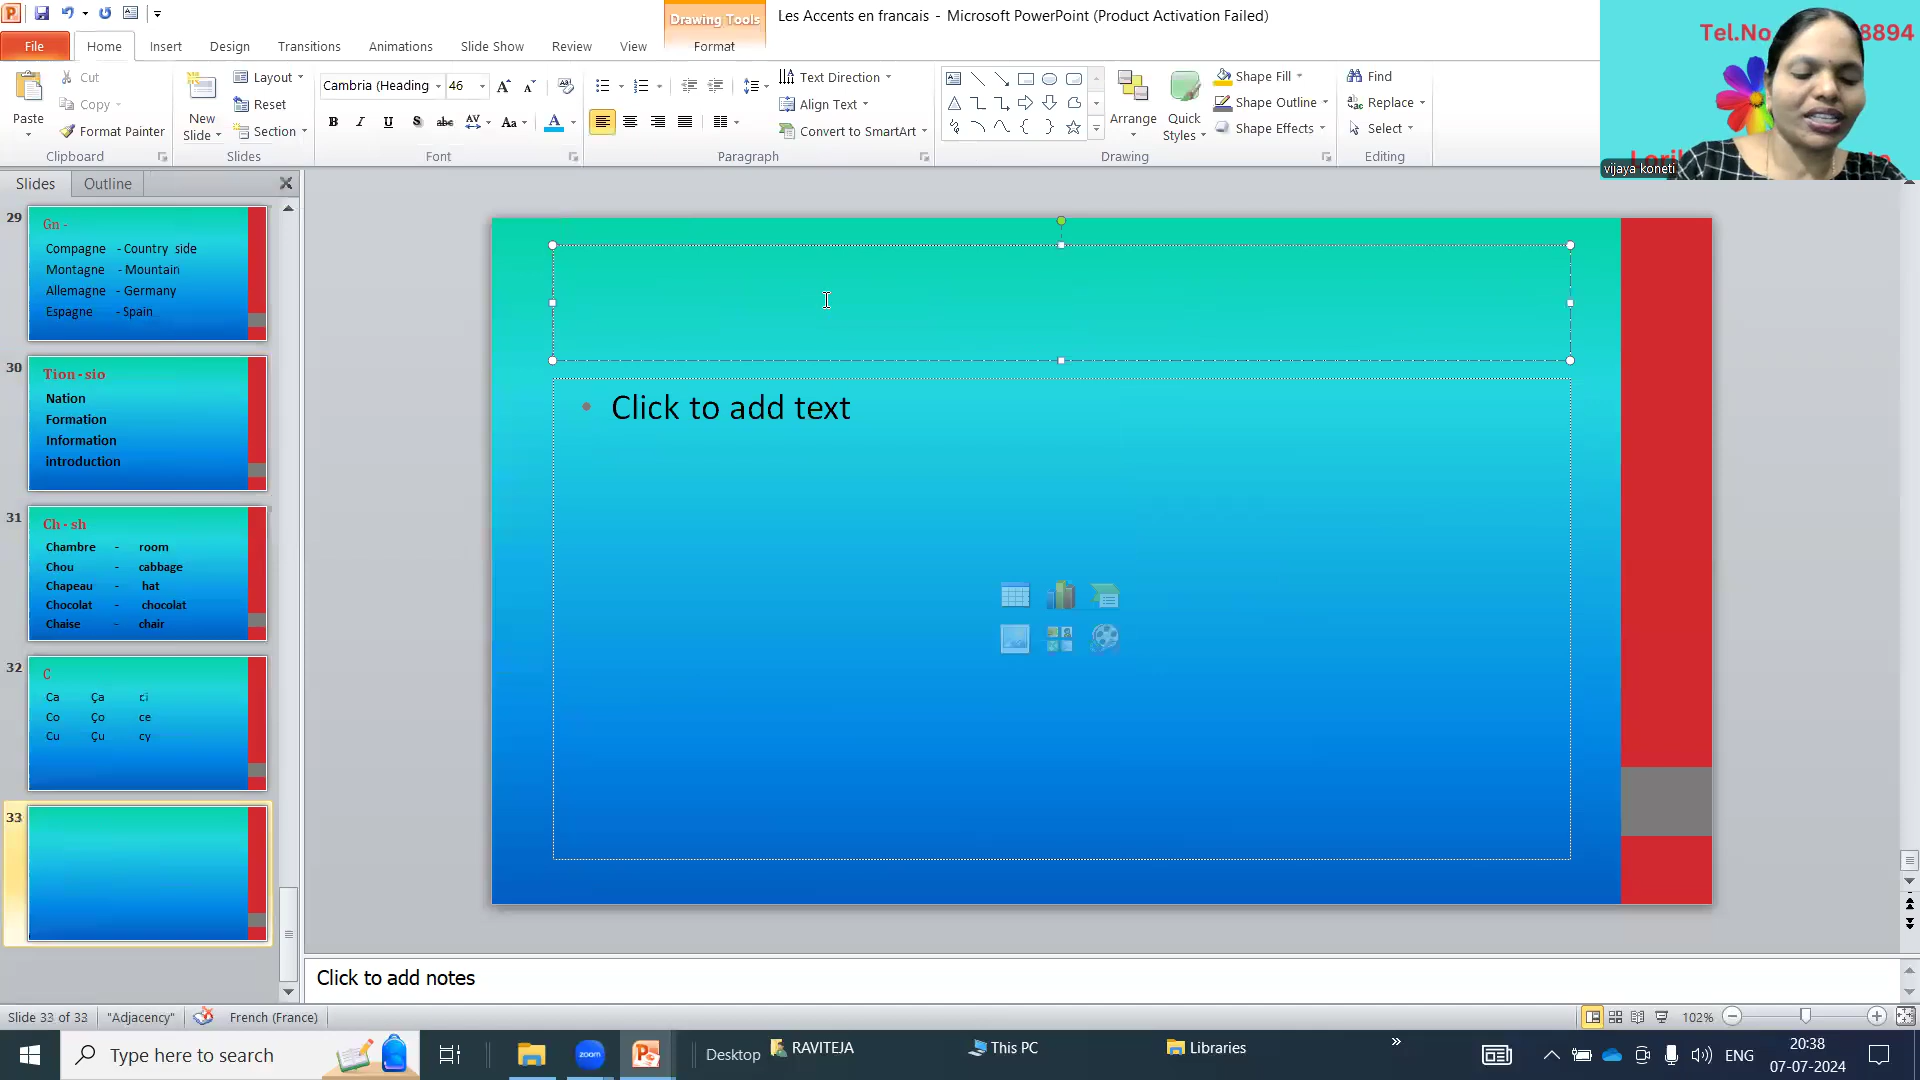 Les Accents en francais - Microsoft PowerPoint (Product Activation Failed)
Drawing Tools
File Home Insert Design Transitions Animations Slide Show Review View Format
Paste
Cut
Copy
Format Painter
Clipboard
New Slide
Layout
Reset
Section
Slides
Cambria (Heading 46
Font
Text Direction
Align Text
Convert to SmartArt
Paragraph
Arrange
Quick Styles
Shape Fill
Shape Outline
Shape Effects
Drawing
Find
Replace
Select
Editing
Tel.No 8894
vijaya koneti
Slides Outline
29
Gn -
Compagne - Country side
Montagne - Mountain
Allemagne - Germany
Espagne - Spain
30
Tion - sio
Nation
Formation
Information
introduction
31
Ch - sh
Chambre - room
Chou - cabbage
Chapeau - hat
Chocolat - chocolat
Chaise - chair
32
C
Ca Ça ci
Co Ço ce
Cu Çu cy
33
• Click to add text
Click to add notes
Slide 33 of 33 "Adjacency" French (France) 102%
Type here to search
zoom
Desktop RAVITEJA This PC Libraries
ENG
20:38
07-07-2024